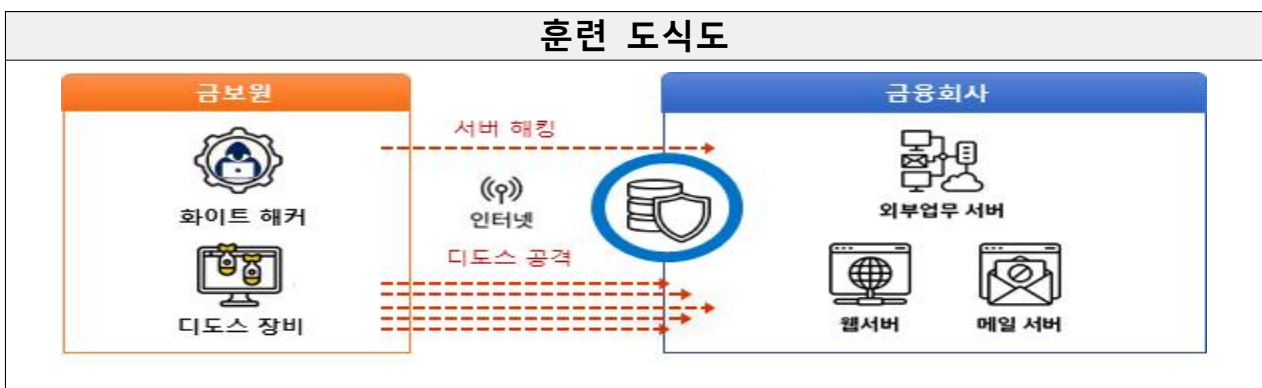 훈련 도식도
금보원
금융회사
서버 해킹
화이트 해커
인터넷
외부업무 서버
디도스 공격
디도스 장비
웹서버
메일 서버